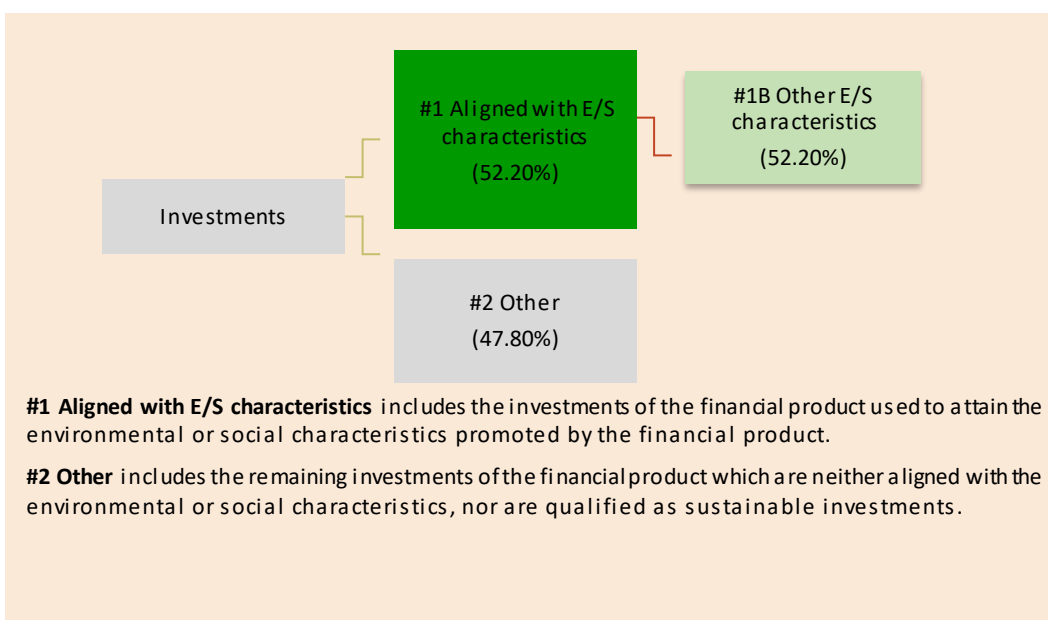 #1 Aligned with E/S
characteristics
(52.20%)
#1B Other E/S
characteristics
(52.20%)
Investments
#2 Other
(47.80%)
#1 Aligned with E/S characteristics includes the investments of the financial product used to attain the
environmental or social characteristics promoted by the financial product.
#2 Other includes the remaining investments of the financial product which are neither aligned with the
environmental or social characteristics, nor are qualified as sustainable investments.